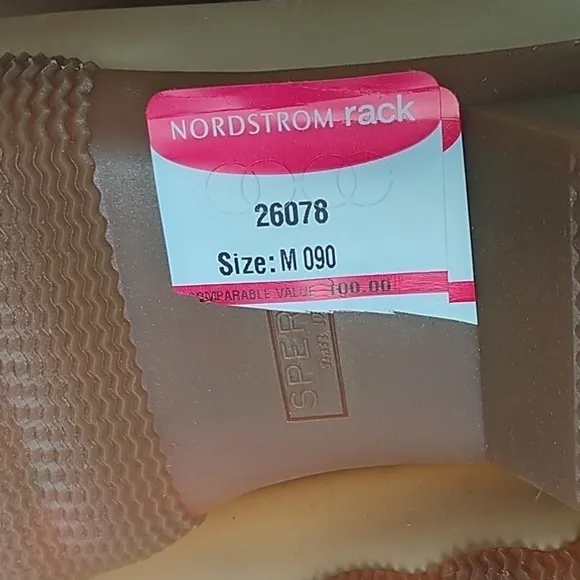 NORDSTROM rack
26078
Size: M 090
COMPARABLE VALUE 100.00
SPER